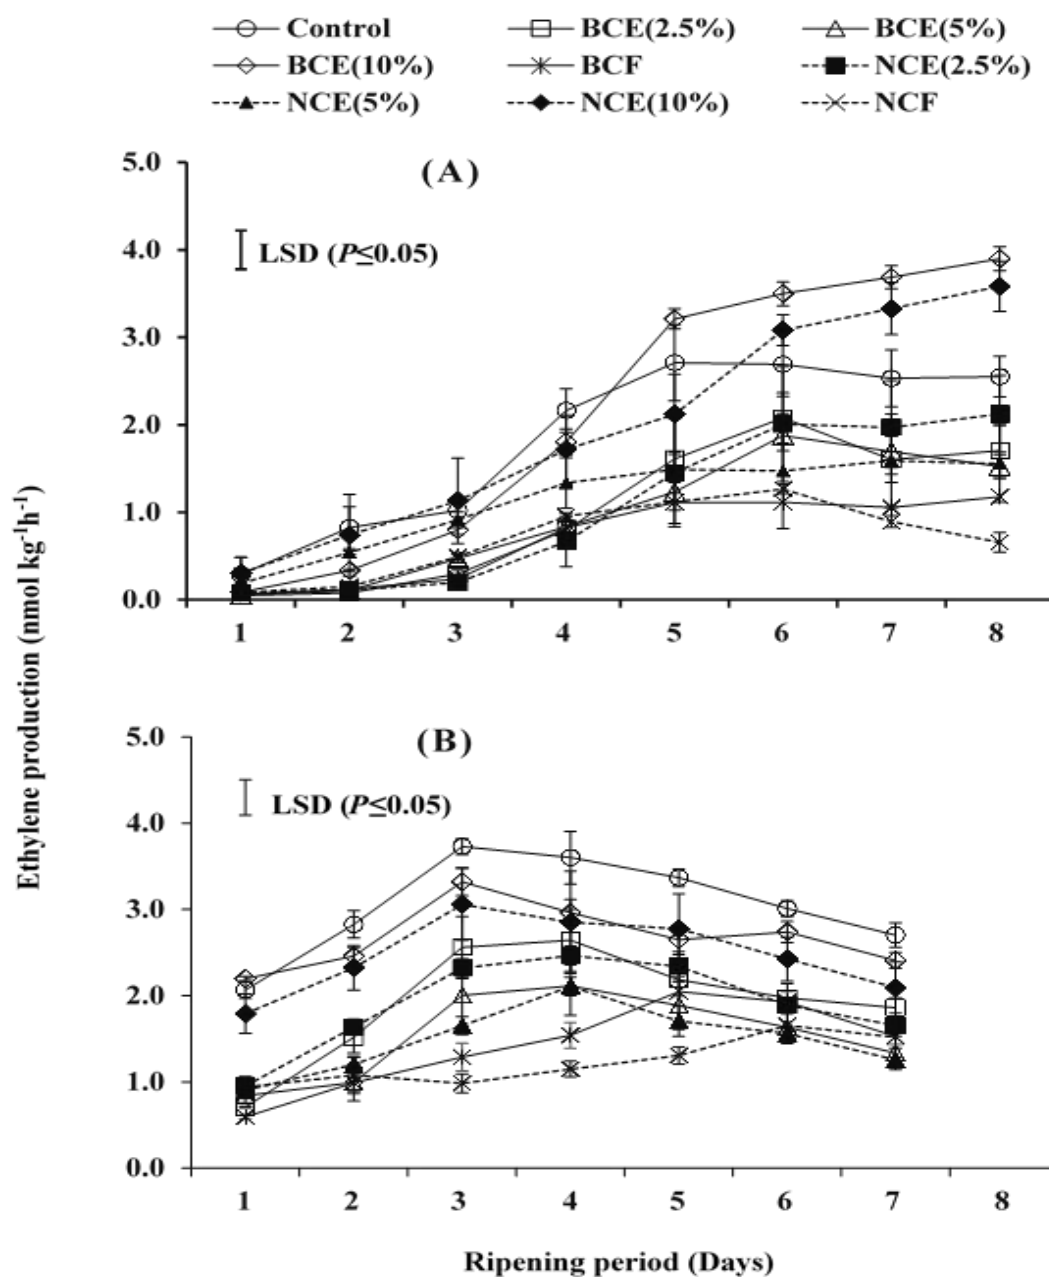 Control BCE(2.5%) BCE(5%)
BCE(10%) BCF NCE(2.5%)
NCE(5%) NCE(10%) NCF
Ethylene production (nmol kg⁻¹h⁻¹)
(A)
5.0
LSD (P≤0.05)
4.0
3.0
2.0
1.0
0.0
1 2 3 4 5 6 7 8
(B)
5.0
LSD (P≤0.05)
4.0
3.0
2.0
1.0
0.0
1 2 3 4 5 6 7 8
Ripening period (Days)